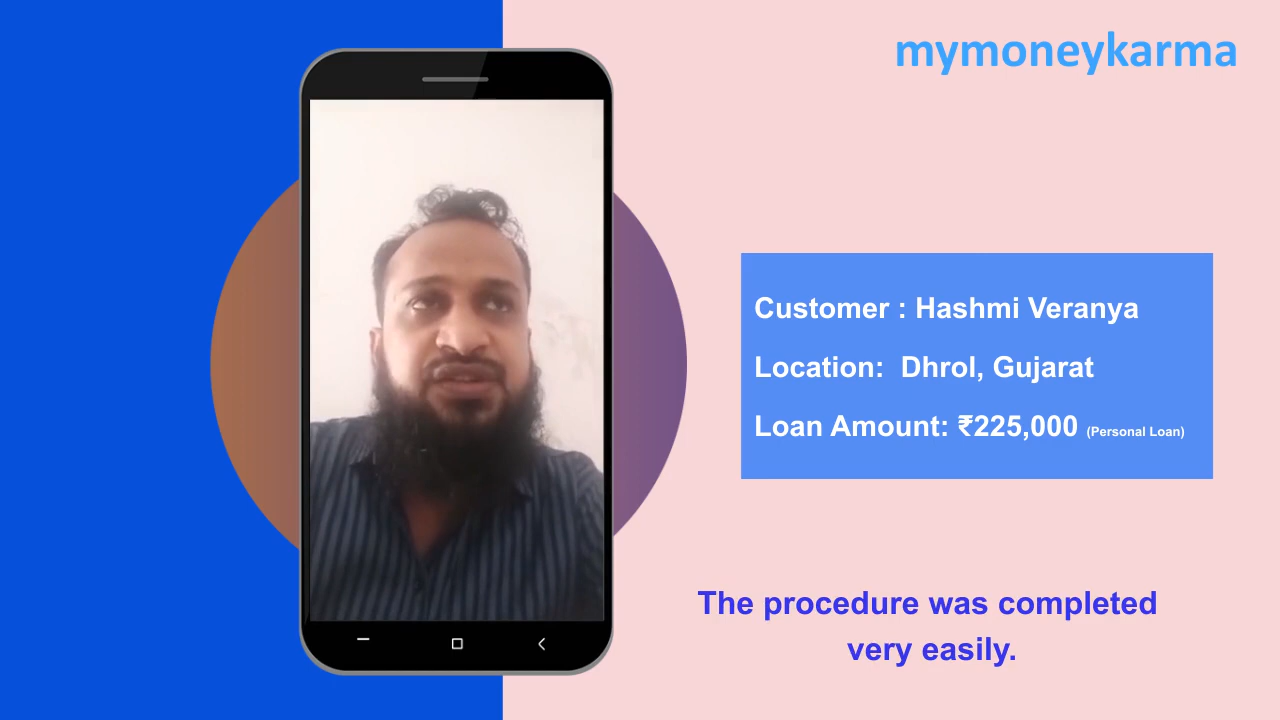 mymoneykarma
Customer : Hashmi Veranya
Location: Dhrol, Gujarat
Loan Amount: ₹225,000 (Personal Loan)
The procedure was completed
very easily.